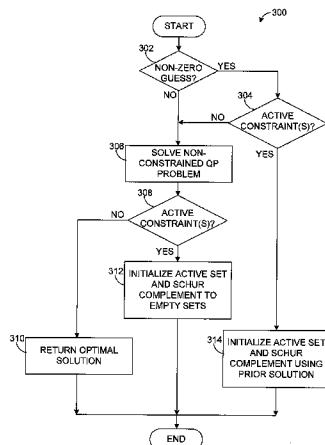 300
START
302
NON-ZERO
GUESS?
YES
NO
304
NO
ACTIVE
CONSTRAINT(S)?
YES
306
SOLVE NON-
CONSTRAINED QP
PROBLEM
308
NO
ACTIVE
CONSTRAINT(S)?
YES
312
INITIALIZE ACTIVE SET
AND SCHUR
COMPLEMENT TO
EMPTY SETS
310
RETURN OPTIMAL
SOLUTION
314
INITIALIZE ACTIVE SET
AND SCHUR
COMPLEMENT USING
PRIOR SOLUTION
END